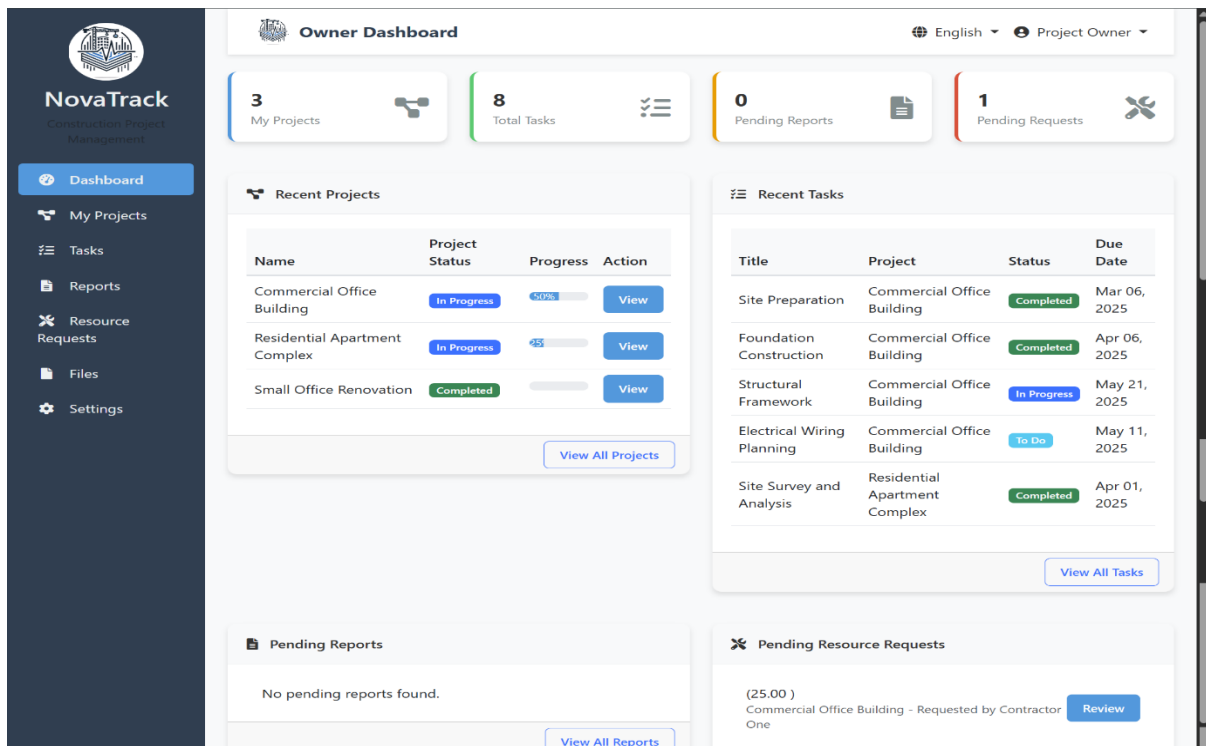 NovaTrack
Construction Project
Management
Dashboard
My Projects
Tasks
Reports
Resource
Requests
Files
Settings
Owner Dashboard
English
Project Owner
3
My Projects
8
Total Tasks
0
Pending Reports
1
Pending Requests
Recent Projects
Name Project Status Progress Action
Commercial Office
Building
In Progress
50%
View
Residential Apartment
Complex
In Progress
25
View
Small Office Renovation
Completed
View
View All Projects
Recent Tasks
Title Project Status Due Date
Site Preparation
Commercial Office
Building
Completed
Mar 06,
2025
Foundation
Construction
Commercial Office
Building
Completed
Apr 06,
2025
Structural
Framework
Commercial Office
Building
In Progress
May 21,
2025
Electrical Wiring
Planning
Commercial Office
Building
To Do
May 11,
2025
Site Survey and
Analysis
Residential
Apartment
Complex
Completed
Apr 01,
2025
View All Tasks
Pending Reports
No pending reports found.
View All Reports
Pending Resource Requests
(25.00 )
Commercial Office Building - Requested by Contractor
One
Review